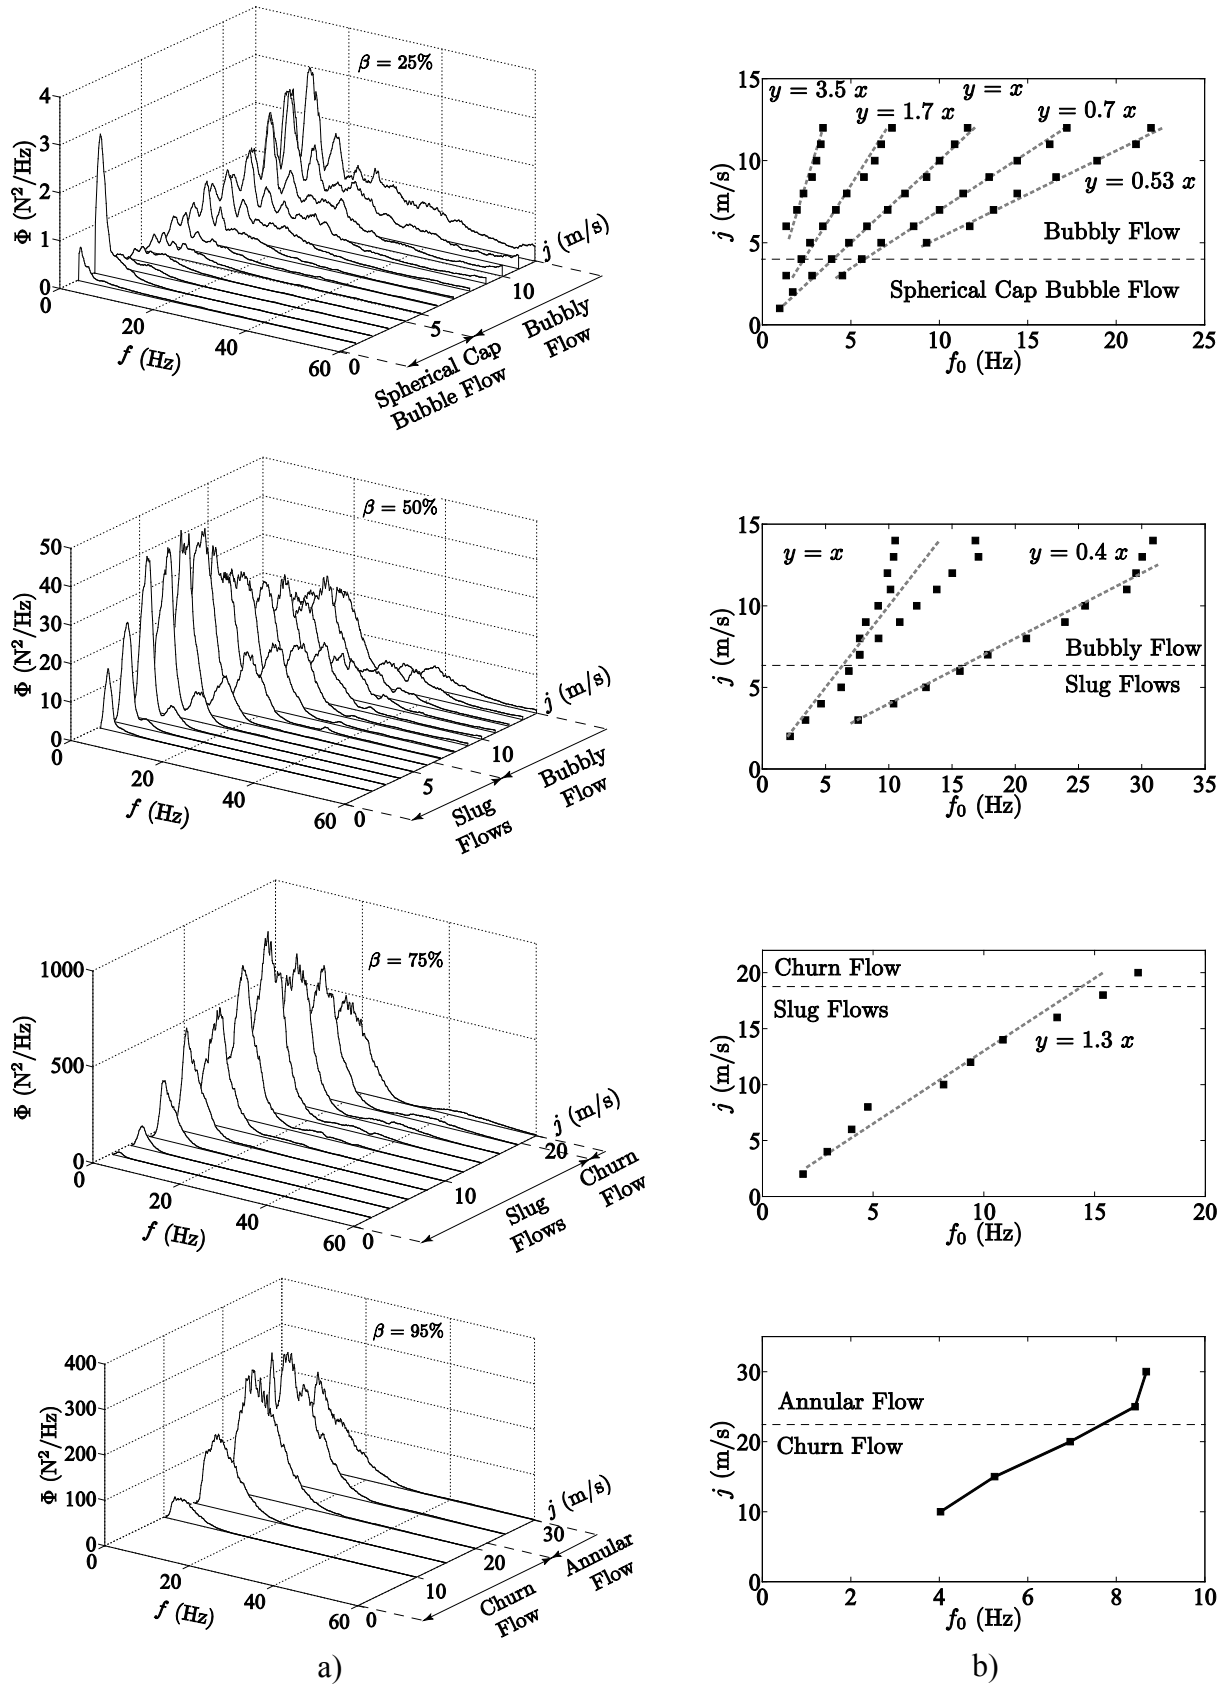 β = 25%
4
3
2
1
0
Φ (N²/Hz)
0
20
40
60
f (Hz)
0
5
10
j (m/s)
Spherical Cap
Bubble Flow
Bubbly
Flow
15
10
5
0
j (m/s)
y = 3.5 x
y = 1.7 x
y = x
y = 0.7 x
y = 0.53 x
Bubbly Flow
Spherical Cap Bubble Flow
0 5 10 15 20 25
f₀ (Hz)
β = 50%
50
40
30
20
10
0
Φ (N²/Hz)
0
20
40
60
f (Hz)
0
5
10
j (m/s)
Slug
Flows
Bubbly
Flow
15
10
5
0
j (m/s)
y = x
y = 0.4 x
Bubbly Flow
Slug Flows
0 5 10 15 20 25 30 35
f₀ (Hz)
β = 75%
1000
500
0
Φ (N²/Hz)
0
20
40
60
f (Hz)
0
10
20
j (m/s)
Slug
Flows
Churn
Flow
20
15
10
5
0
j (m/s)
Churn Flow
Slug Flows
y = 1.3 x
0 5 10 15 20
f₀ (Hz)
β = 95%
400
300
200
100
0
Φ (N²/Hz)
0
20
40
60
f (Hz)
0
10
20
30
j (m/s)
Churn
Flow
Annular
Flow
30
20
10
0
j (m/s)
Annular Flow
Churn Flow
0 2 4 6 8 10
f₀ (Hz)
a)
b)